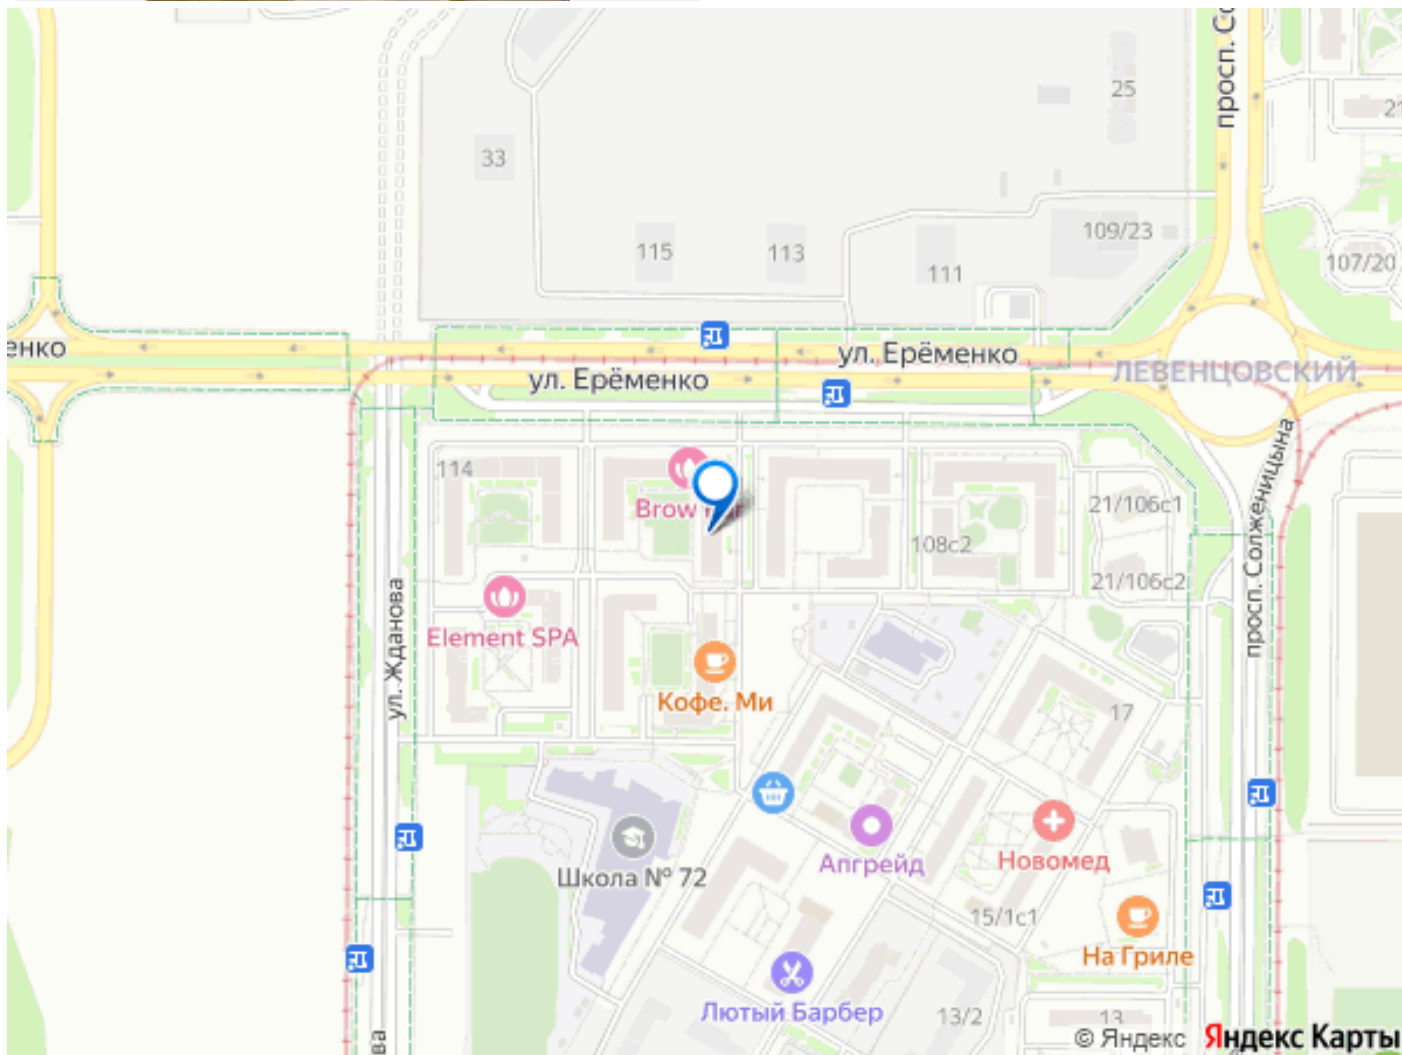 просп. Со
25
21
33
115
113
109/23
111
107/20
енко
ул. Ерёменко
ул. Ерёменко
ЛЕВЕНЦОВСКИЙ
114
Brow
21/106с1
108с2
21/106с2
просп. Солженицына
ул. Жданова
Element SPA
Кофе. Ми
17
Школа № 72
Апгрейд
Новомед
15/1с1
На Гриле
Лютый Барбер
13/2
13
ва
© Яндекс Яндекс Карты